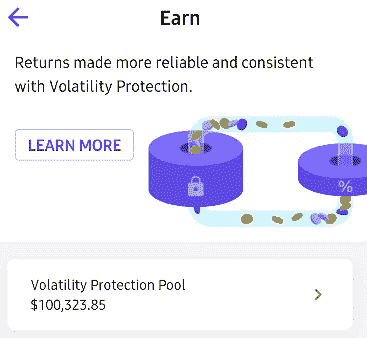 Earn
Returns made more reliable and consistent
with Volatility Protection.
LEARN MORE
%
Volatility Protection Pool
$100,323.85